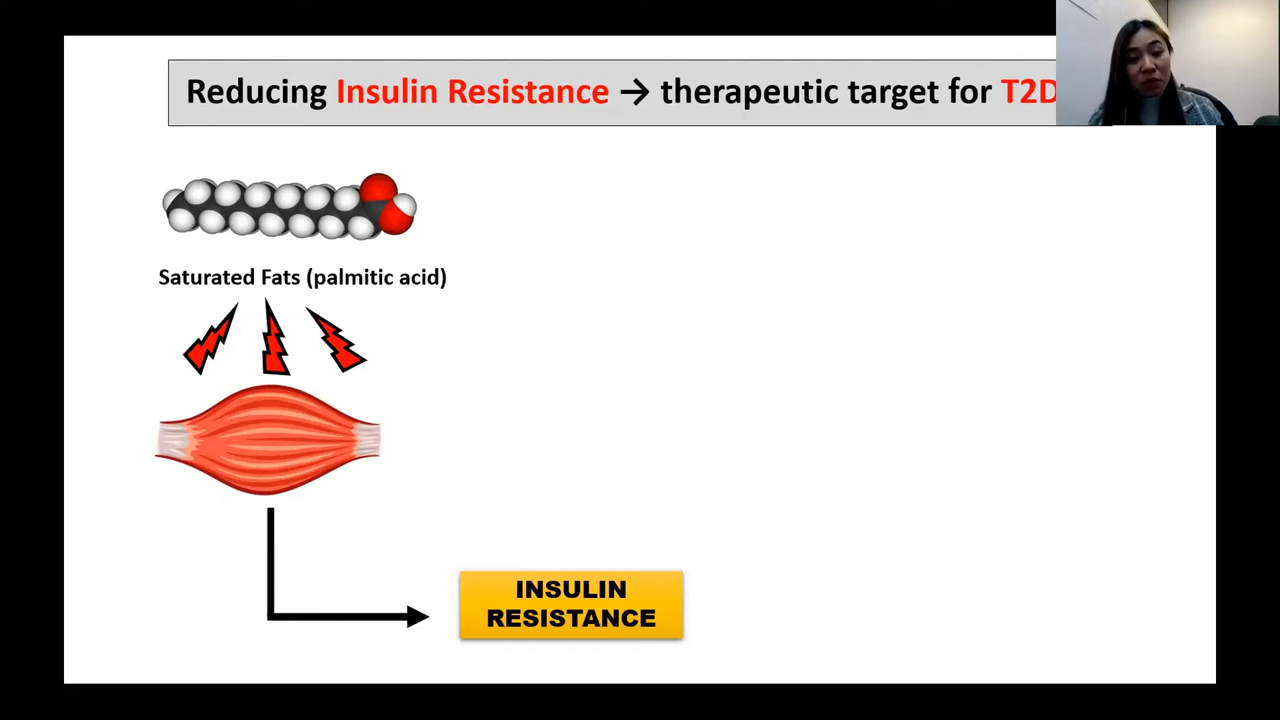 Reducing Insulin Resistance → therapeutic target for T2D
Saturated Fats (palmitic acid)
INSULIN
RESISTANCE